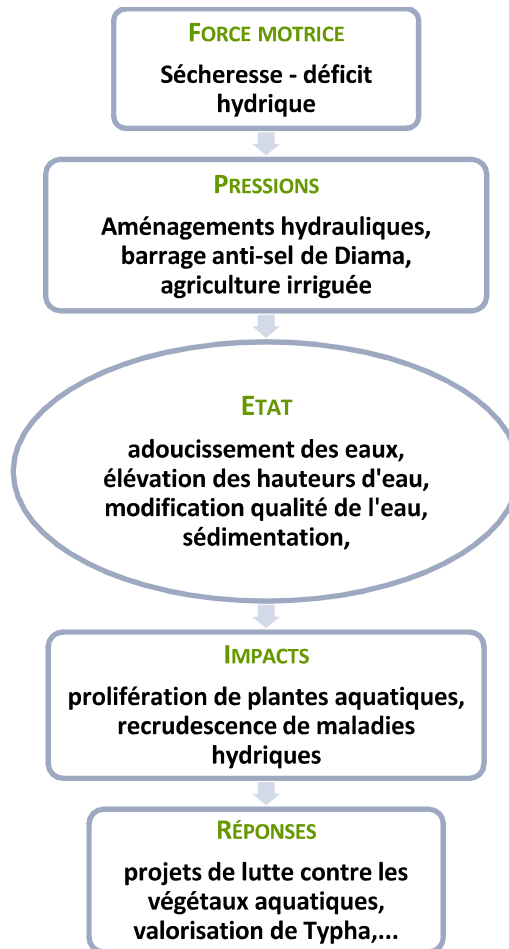 FORCE MOTRICE
Sécheresse - déficit
hydrique
PRESSIONS
Aménagements hydrauliques,
barrage anti-sel de Diama,
agriculture irriguée
ETAT
adoucissement des eaux,
élévation des hauteurs d'eau,
modification qualité de l'eau,
sédimentation,
IMPACTS
prolifération de plantes aquatiques,
recrudescence de maladies
hydriques
RÉPONSES
projets de lutte contre les
végétaux aquatiques,
valorisation de Typha,...